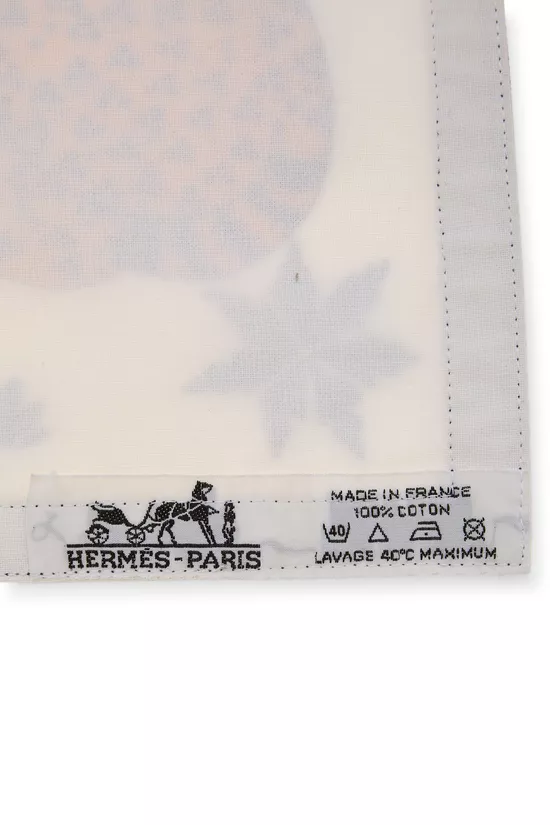 HERMÈS-PARIS
MADE IN FRANCE
100% COTON
40
LAVAGE 40°C MAXIMUM